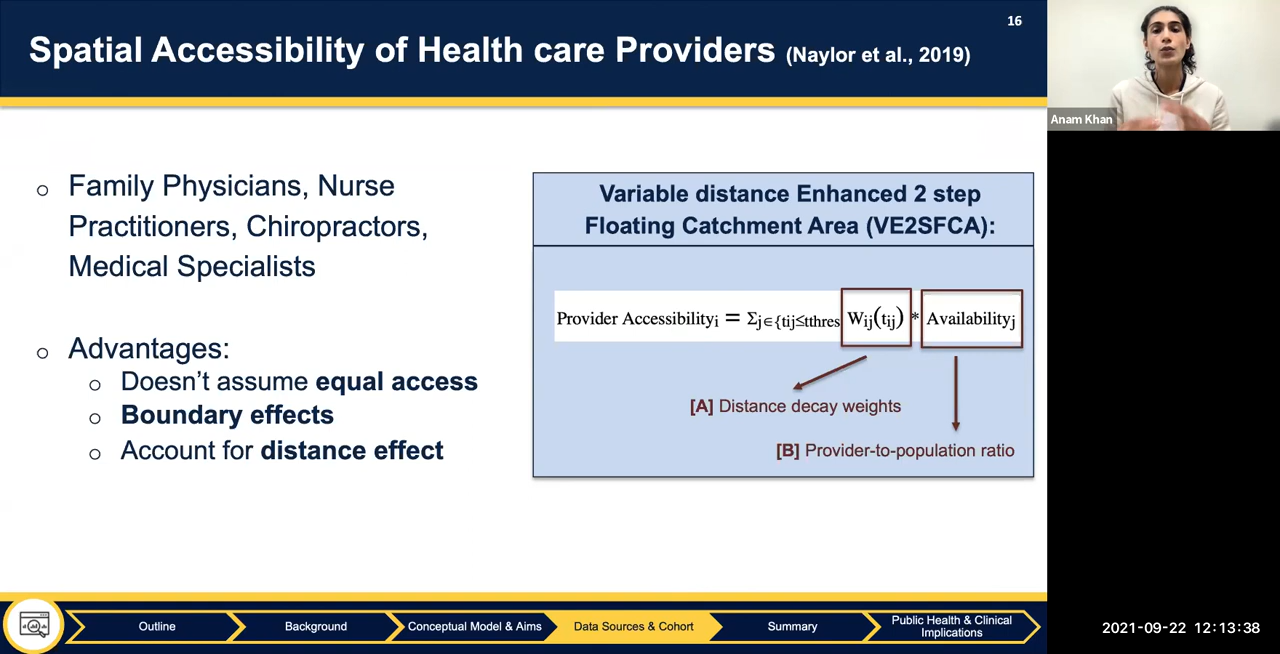 16
Spatial Accessibility of Health care Providers (Naylor et al., 2019)
Anam Khan
o Family Physicians, Nurse
Practitioners, Chiropractors,
Medical Specialists
o Advantages:
o Doesn’t assume equal access
o Boundary effects
o Account for distance effect
Variable distance Enhanced 2 step
Floating Catchment Area (VE2SFCA):
Provider Accessibilityi = Σj∈{tij≤tthres Wij(tij) * Availabilityj
[A] Distance decay weights
[B] Provider-to-population ratio
Outline
Background
Conceptual Model & Aims
Data Sources & Cohort
Summary
Public Health & Clinical
Implications
2021-09-22 12:13:38